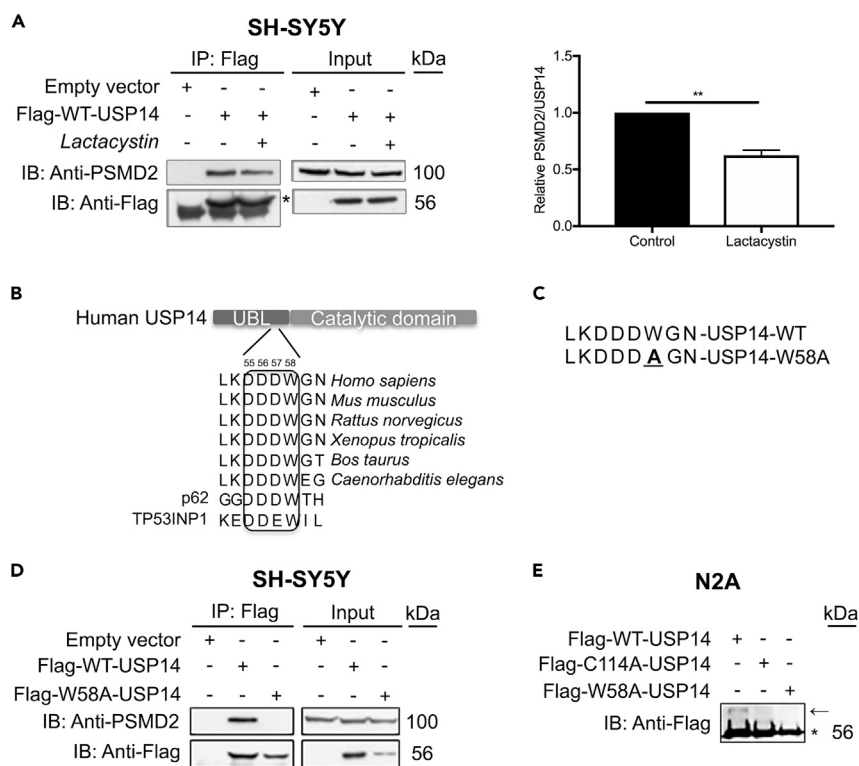 A
SH-SY5Y
IP: Flag Input kDa
Empty vector + - - + - -
Flag-WT-USP14 - + + - + +
Lactacystin - - + - - +
IB: Anti-PSMD2 100
IB: Anti-Flag * 56
Relative PSMD2/USP14
1.5
1.0
0.5
0.0
**
Control Lactacystin
B
Human USP14 UBL Catalytic domain
55 56 57 58
LKDDDWGN Homo sapiens
LKDDDWGN Mus musculus
LKDDDWGN Rattus norvegicus
LKDDDWGN Xenopus tropicalis
LKDDDWGT Bos taurus
LKDDDWEG Caenorhabditis elegans
p62 GGDDDWTH
TP53INP1 KEDDEWIL
C
LKDDDWGN-USP14-WT
LKDDDAGN-USP14-W58A
D
SH-SY5Y
IP: Flag Input kDa
Empty vector + - - + - -
Flag-WT-USP14 - + - - + -
Flag-W58A-USP14 - - + - - +
IB: Anti-PSMD2 100
IB: Anti-Flag 56
E
N2A
kDa
Flag-WT-USP14 + - -
Flag-C114A-USP14 - + -
Flag-W58A-USP14 - - +
IB: Anti-Flag ← * 56